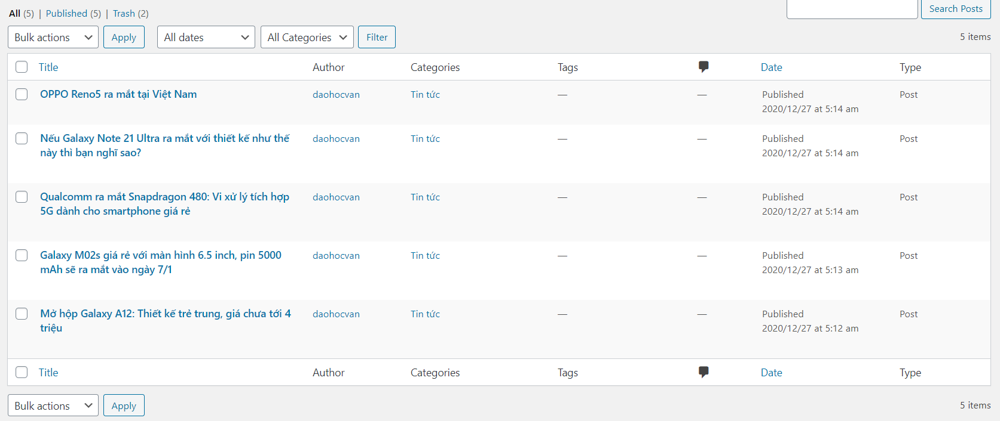 All (5) | Published (5) | Trash (2)
Search Posts
Bulk actions Apply All dates All Categories Filter 5 items
Title Author Categories Tags Date Type
OPPO Reno5 ra mắt tại Việt Nam daohocvan Tin tức — — Published Post
2020/12/27 at 5:14 am
Nếu Galaxy Note 21 Ultra ra mắt với thiết kế như thế daohocvan Tin tức — — Published Post
này thì bạn nghĩ sao? 2020/12/27 at 5:14 am
Qualcomm ra mắt Snapdragon 480: Vi xử lý tích hợp daohocvan Tin tức — — Published Post
5G dành cho smartphone giá rẻ 2020/12/27 at 5:14 am
Galaxy M02s giá rẻ với màn hình 6.5 inch, pin 5000 daohocvan Tin tức — — Published Post
mAh sẽ ra mắt vào ngày 7/1 2020/12/27 at 5:13 am
Mở hộp Galaxy A12: Thiết kế trẻ trung, giá chưa tới 4 daohocvan Tin tức — — Published Post
triệu 2020/12/27 at 5:12 am
Title Author Categories Tags Date Type
Bulk actions Apply 5 items